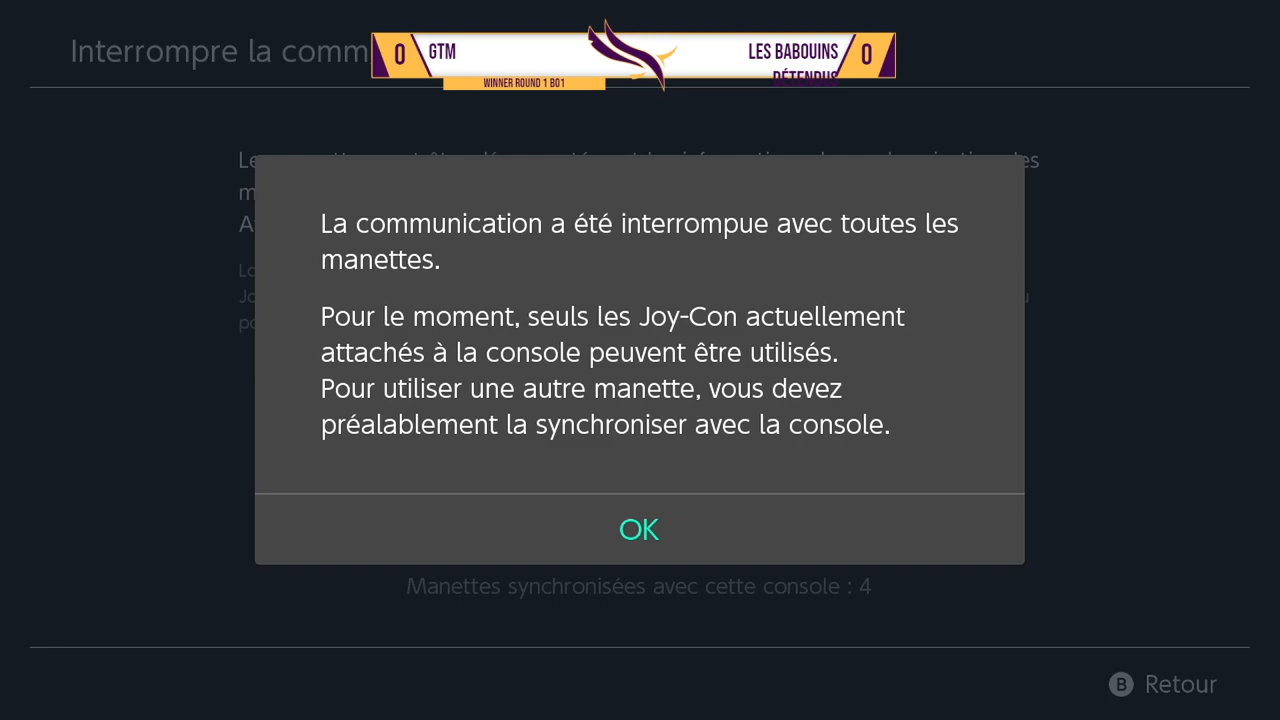 Interrompre la comm
0 GTM LES BABOUINS 0
DÉTENDUS
WINNER ROUND 1 BO1
La communication a été interrompue avec toutes les
manettes.
Pour le moment, seuls les Joy-Con actuellement
attachés à la console peuvent être utilisés.
Pour utiliser une autre manette, vous devez
préalablement la synchroniser avec la console.
OK
Manettes synchronisées avec cette console : 4
B Retour